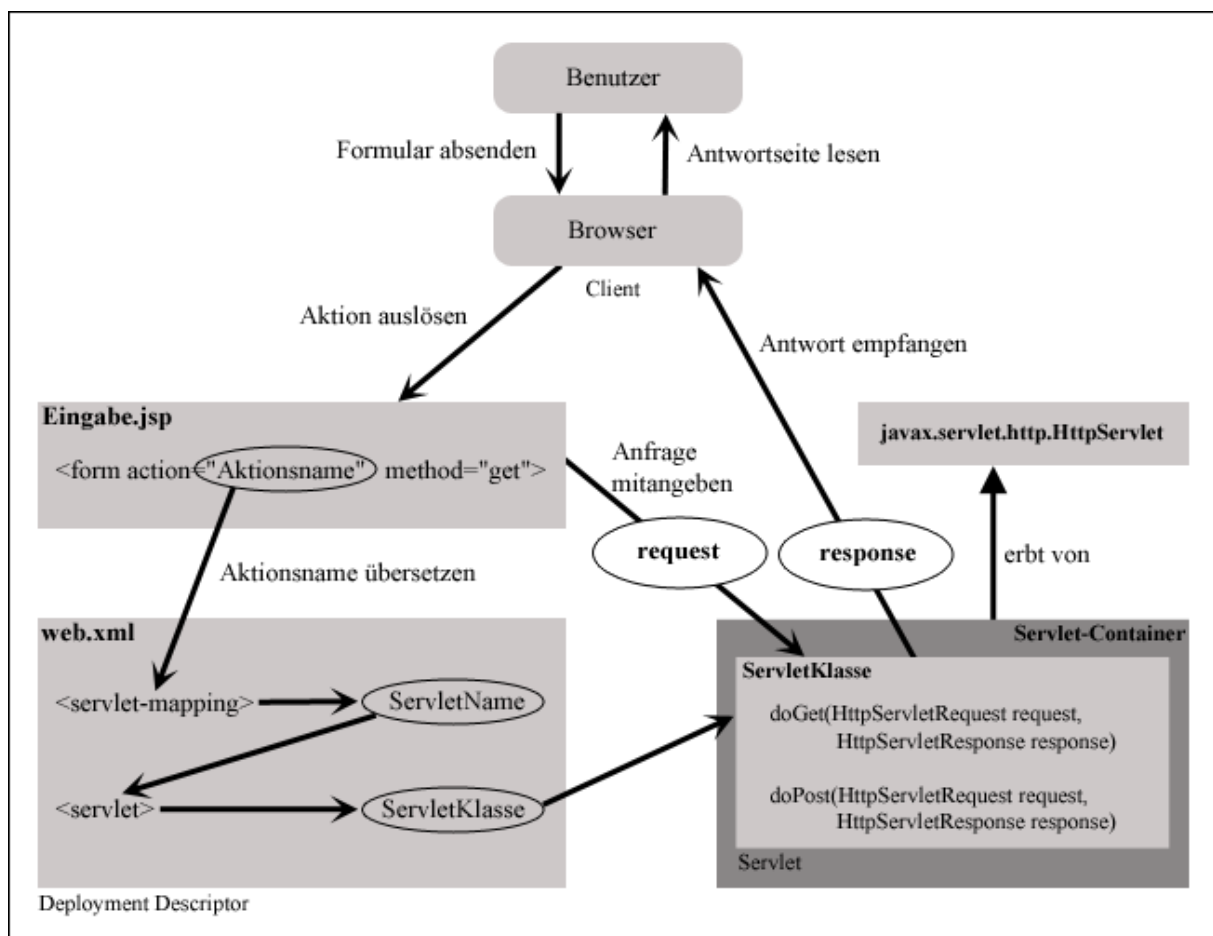 Benutzer
Formular absenden
Antwortseite lesen
Browser
Client
Aktion auslösen
Antwort empfangen
Eingabe.jsp
<form action="Aktionsname" method="get">
Anfrage
mitangeben
javax.servlet.http.HttpServlet
request
response
erbt von
Aktionsname übersetzen
web.xml
<servlet-mapping>
ServletName
<servlet>
ServletKlasse
Deployment Descriptor
Servlet-Container
ServletKlasse
doGet(HttpServletRequest request,
HttpServletResponse response)
doPost(HttpServletRequest request,
HttpServletResponse response)
Servlet